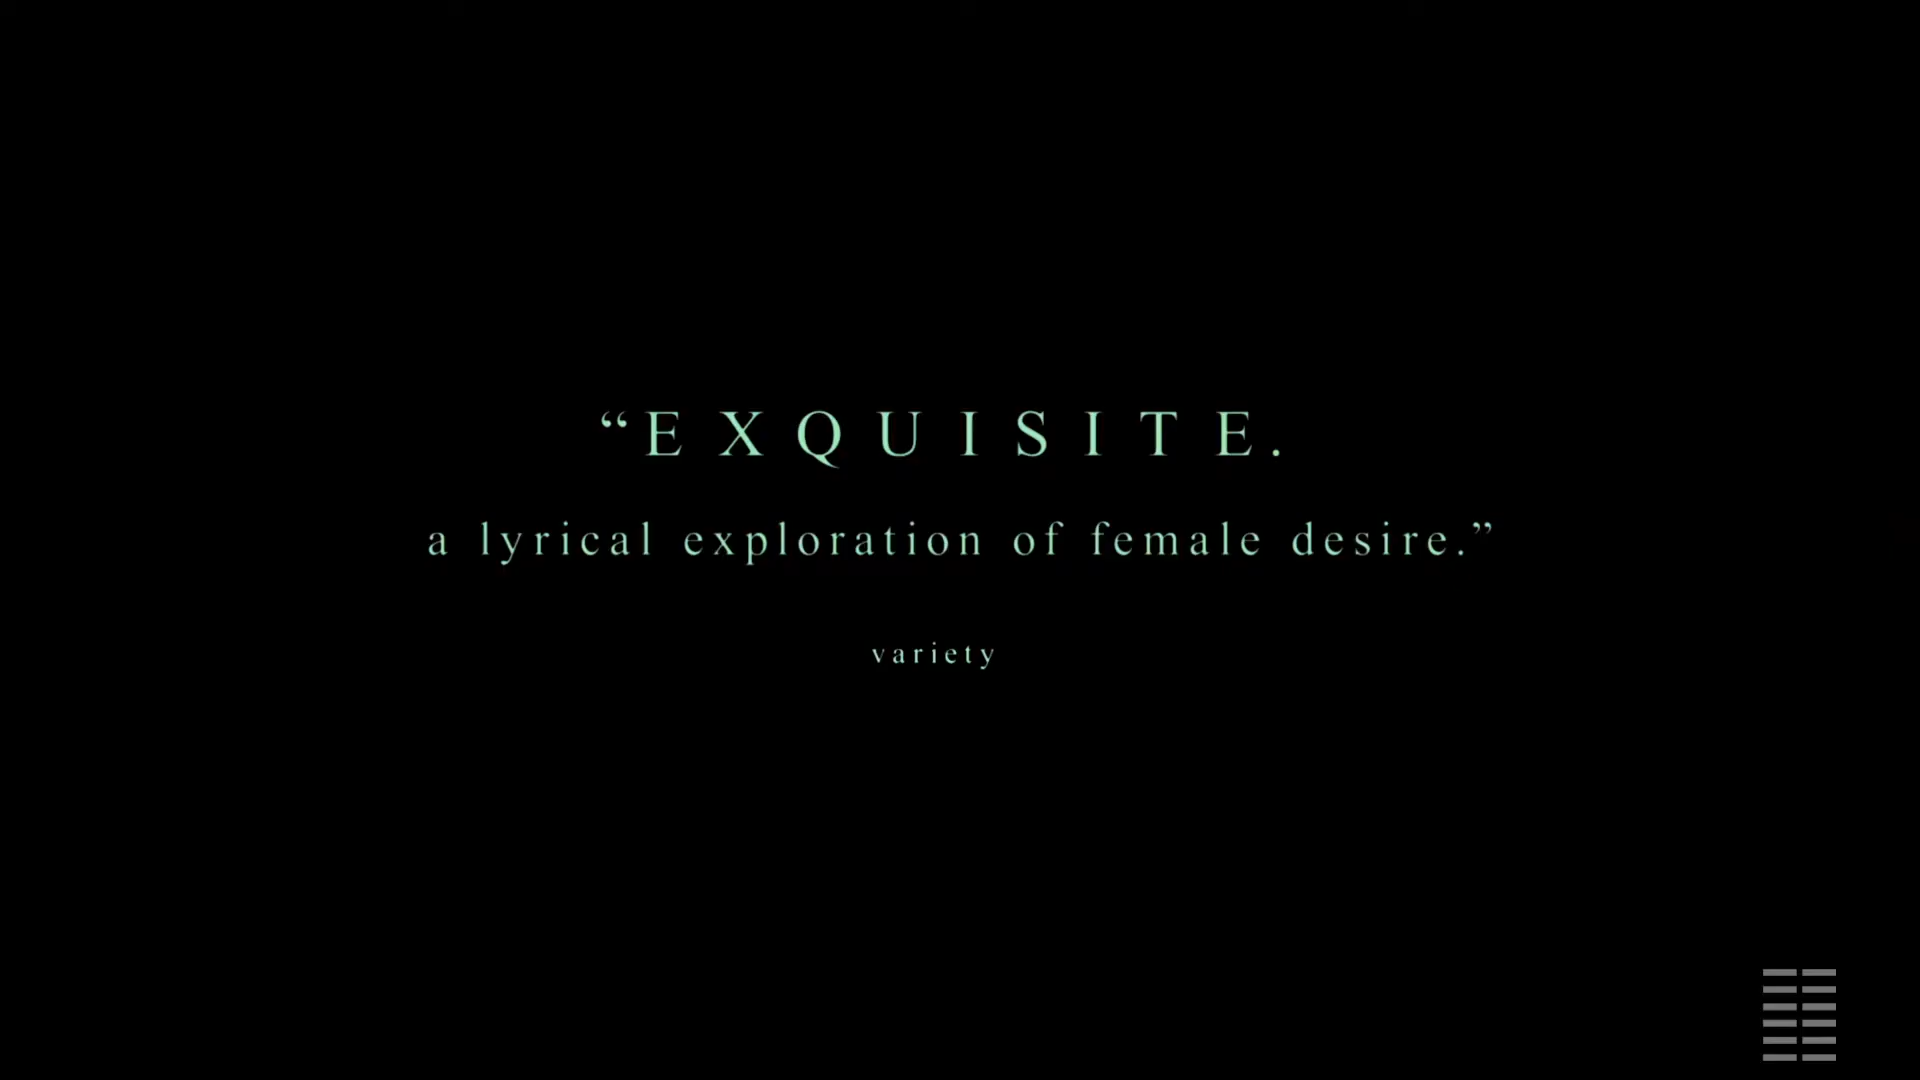 “EXQUISITE.
a lyrical exploration of female desire.”
variety